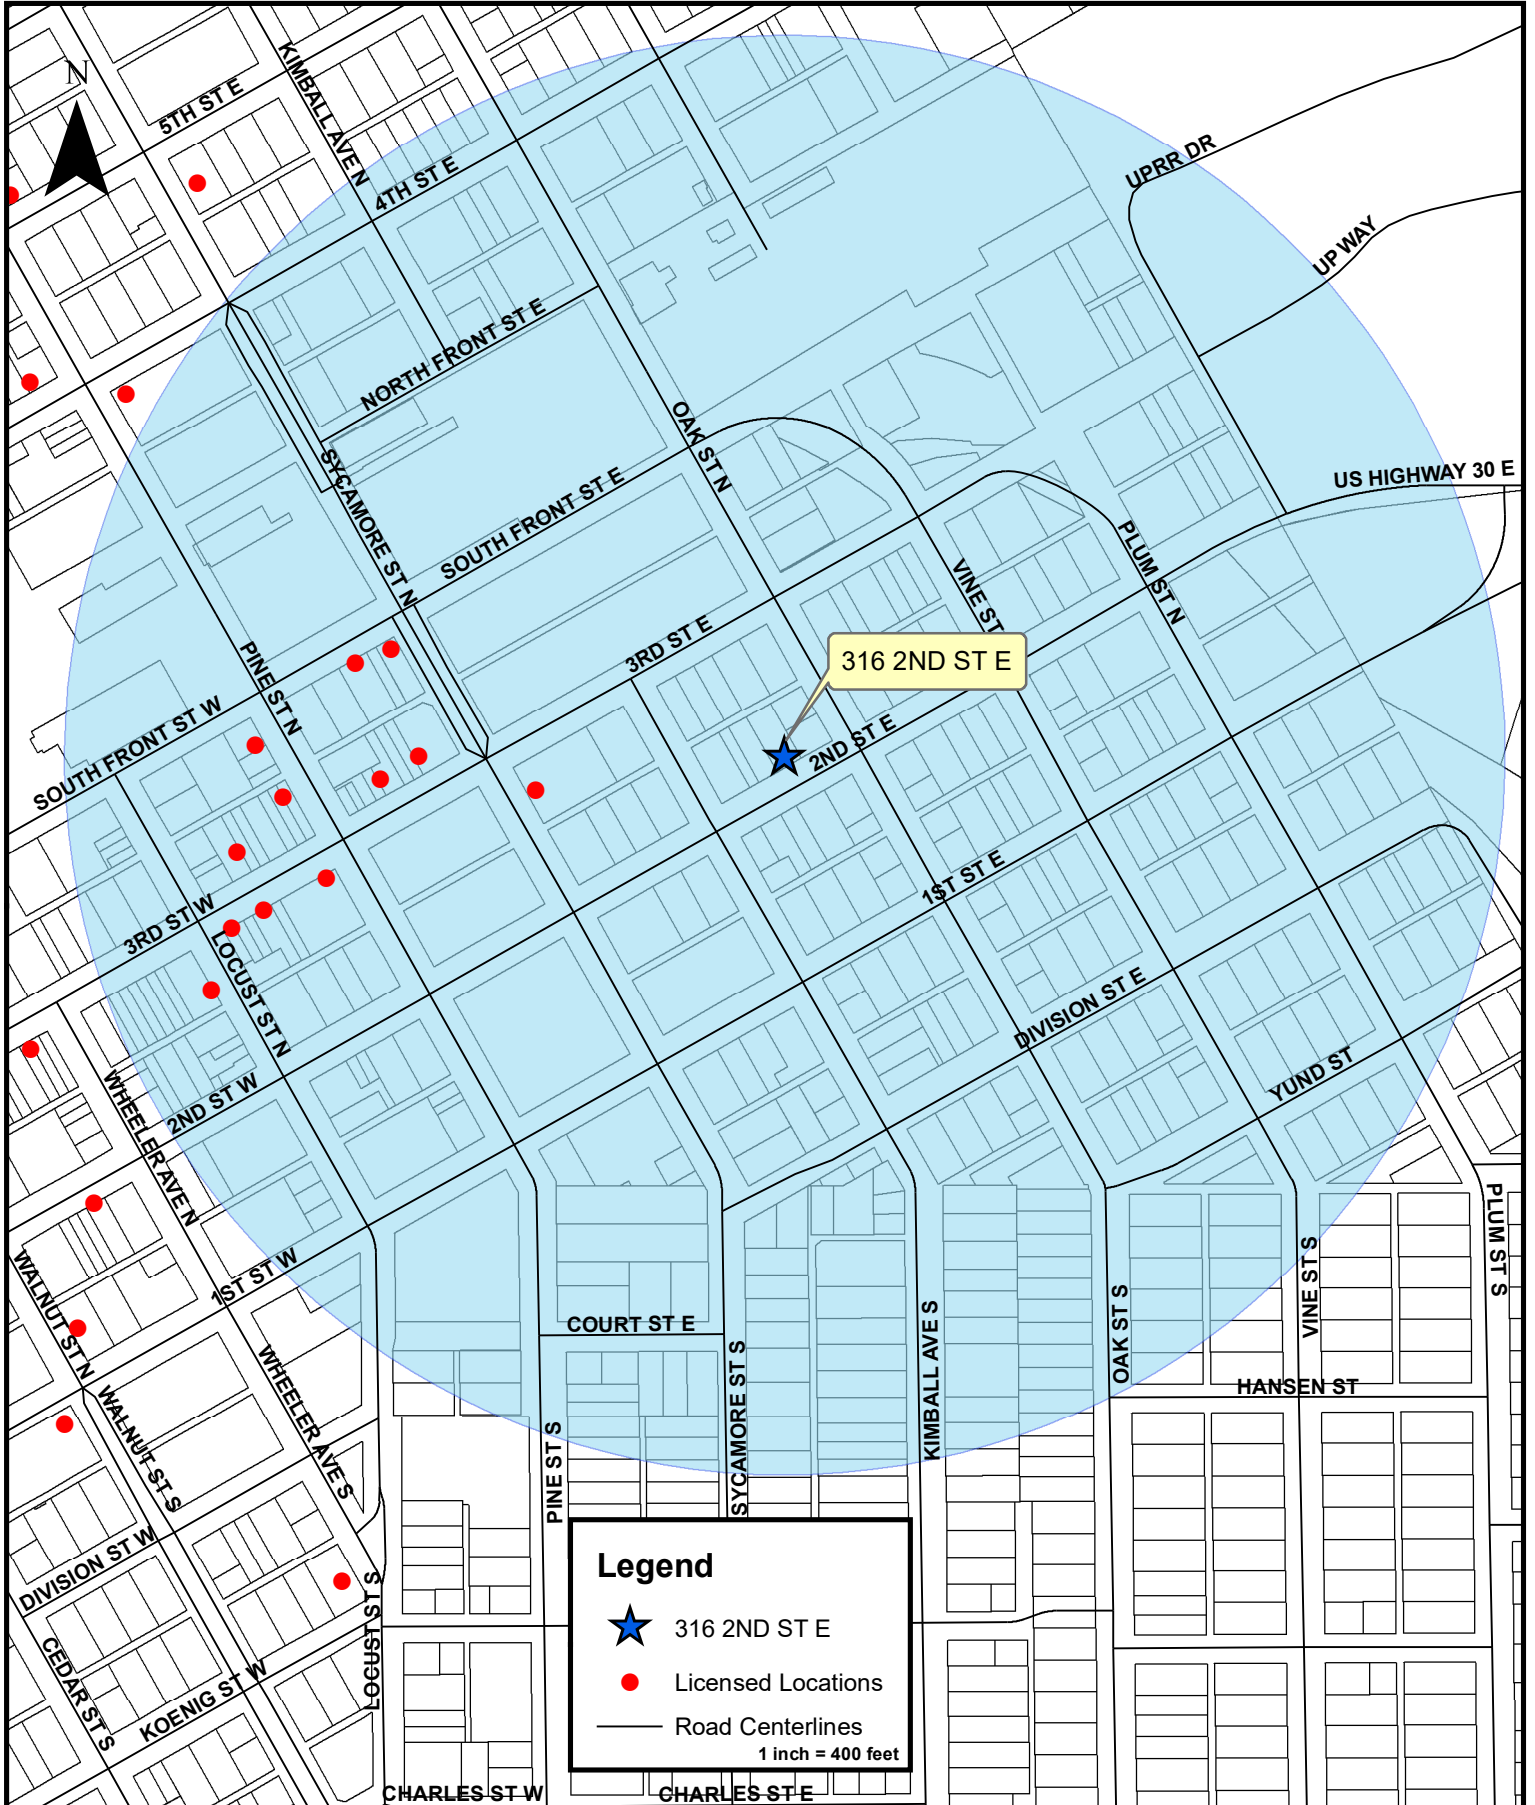 N
KIMBALL AVE N
5TH ST E
4TH ST E
UPRR DR
UP WAY
NORTH FRONT ST E
OAK ST N
SYCAMORE ST N
SOUTH FRONT ST E
US HIGHWAY 30 E
PLUM ST N
VINE ST
3RD ST E
PINE ST N
316 2ND ST E
SOUTH FRONT ST W
2ND ST E
1ST ST E
3RD ST W
LOCUST ST N
DIVISION ST E
YUND ST
WHEELER AVE N
2ND ST W
PLUM ST S
WALNUT ST N
1ST ST W
VINE ST S
OAK ST S
COURT ST E
KIMBALL AVE S
SYCAMORE ST S
HANSEN ST
WHEELER AVE S
WALNUT ST S
PINE ST S
DIVISION ST W
LOCUST ST S
CEDAR ST S
KOENIG ST W
Legend
316 2ND ST E
Licensed Locations
Road Centerlines
1 inch = 400 feet
CHARLES ST W
CHARLES ST E